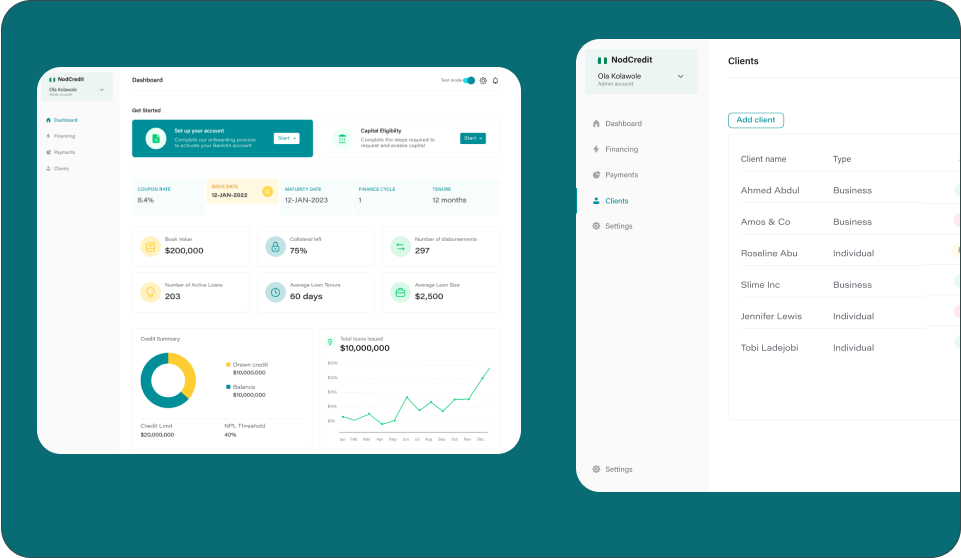 NodCredit
Ola Kolawole
Admin account
Dashboard
Financing
Payments
Clients
Dashboard
Test mode
Get Started
Set up your account
Complete our onboarding process
to activate your
account
Start →
Capital Eligiblity
Complete the steps required to
request and access capital
Start →
COUPON RATE
8.4%
ISSUE DATE
12-JAN-2022
MATURITY DATE
12-JAN-2023
FINANCE CYCLE
1
TENURE
12 months
Book Value
$200,000
Collateral left
75%
Number of disbursements
297
Number of Active Loans
203
Average Loan Tenure
60 days
Average Loan Size
$2,500
Credit Summary
Drawn credit
$10,000,000
Balance
$10,000,000
Credit Limit
$20,000,000
NPL Threshold
40%
Total loans issued
$10,000,000
Jan Feb Mar Apr May Jun Jul Aug Sep Oct Nov Dec
NodCredit
Ola Kolawole
Admin account
Dashboard
Financing
Payments
Clients
Settings
Settings
Clients
Add client
Client name Type
Ahmed Abdul Business
Amos & Co Business
Roseline Abu Individual
Slime Inc Business
Jennifer Lewis Individual
Tobi Ladejobi Individual